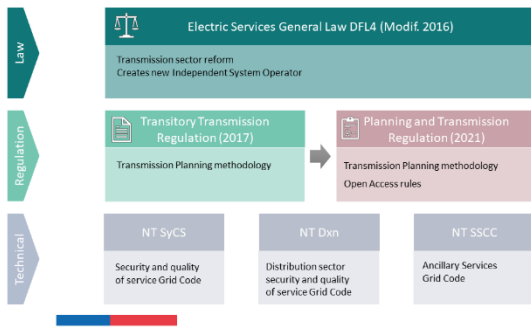 Law
Electric Services General Law DFL4 (Modif. 2016)
Transmission sector reform
Creates new Independent System Operator
Regulation
Transitory Transmission
Regulation (2017)
Transmission Planning methodology
Planning and Transmission
Regulation (2021)
Transmission Planning methodology
Open Access rules
Technical
NT SyCS
Security and quality
of service Grid Code
NT Dxn
Distribution sector
security and quality
of service Grid Code
NT SSCC
Ancillary Services
Grid Code